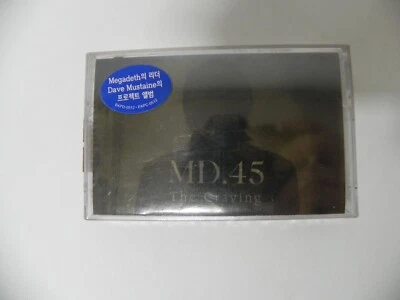 Megadeth의 리더
Dave Mustaine의
프로젝트 앨범
MD.45
The Craving